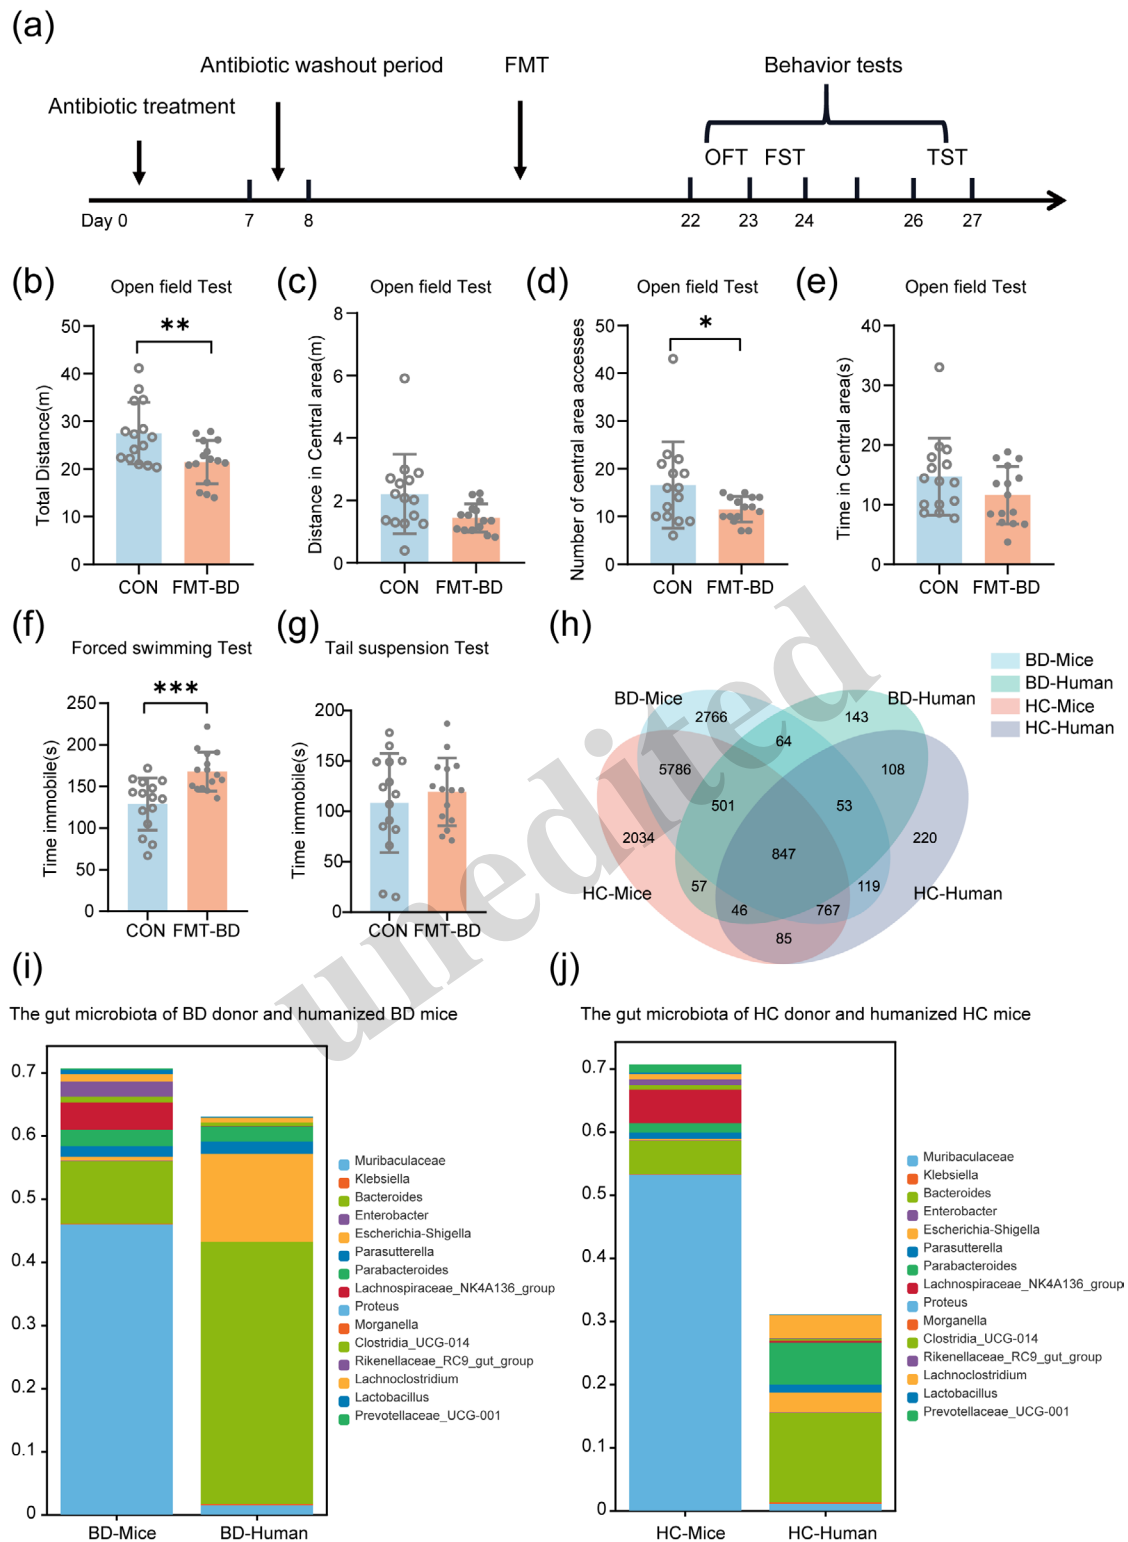 (a)
Antibiotic washout period
FMT
Behavior tests
Antibiotic treatment
OFT FST TST
Day 0 7 8 22 23 24 26 27
(b)
Open field Test
**
Total Distance(m)
50
40
30
20
10
0
CON FMT-BD
(c)
Open field Test
Distance in Central area(m)
8
6
4
2
0
CON FMT-BD
(d)
Open field Test
*
Number of central area accesses
50
40
30
20
10
0
CON FMT-BD
(e)
Open field Test
Time in Central area(s)
40
30
20
10
0
CON FMT-BD
(f)
Forced swimming Test
***
Time immobile(s)
250
200
150
100
50
0
CON FMT-BD
(g)
Tail suspension Test
Time immobile(s)
200
150
100
50
0
CON FMT-BD
(h)
BD-Mice
BD-Human
HC-Mice
HC-Human
BD-Mice
BD-Human
2766
143
64
5786
108
501
53
2034
220
847
HC-Mice
HC-Human
57
119
46
767
85
unedited
(i)
The gut microbiota of BD donor and humanized BD mice
0.7
0.6
0.5
0.4
0.3
0.2
0.1
0
BD-Mice BD-Human
Muribaculaceae
Klebsiella
Bacteroides
Enterobacter
Escherichia-Shigella
Parasutterella
Parabacteroides
Lachnospiraceae_NK4A136_group
Proteus
Morganella
Clostridia_UCG-014
Rikenellaceae_RC9_gut_group
Lachnoclostridium
Lactobacillus
Prevotellaceae_UCG-001
(j)
The gut microbiota of HC donor and humanized HC mice
0.7
0.6
0.5
0.4
0.3
0.2
0.1
0
HC-Mice HC-Human
Muribaculaceae
Klebsiella
Bacteroides
Enterobacter
Escherichia-Shigella
Parasutterella
Parabacteroides
Lachnospiraceae_NK4A136_group
Proteus
Morganella
Clostridia_UCG-014
Rikenellaceae_RC9_gut_group
Lachnoclostridium
Lactobacillus
Prevotellaceae_UCG-001